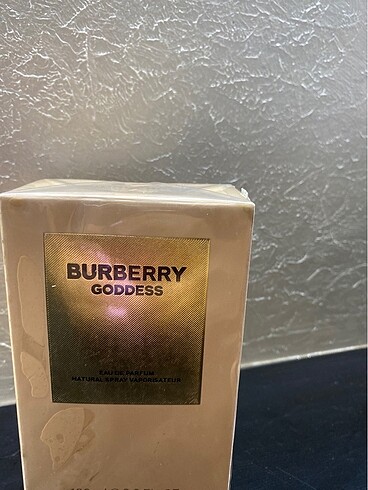 BURBERRY
GODDESS
EAU DE PARFUM
NATURAL SPRAY VAPORISATEUR